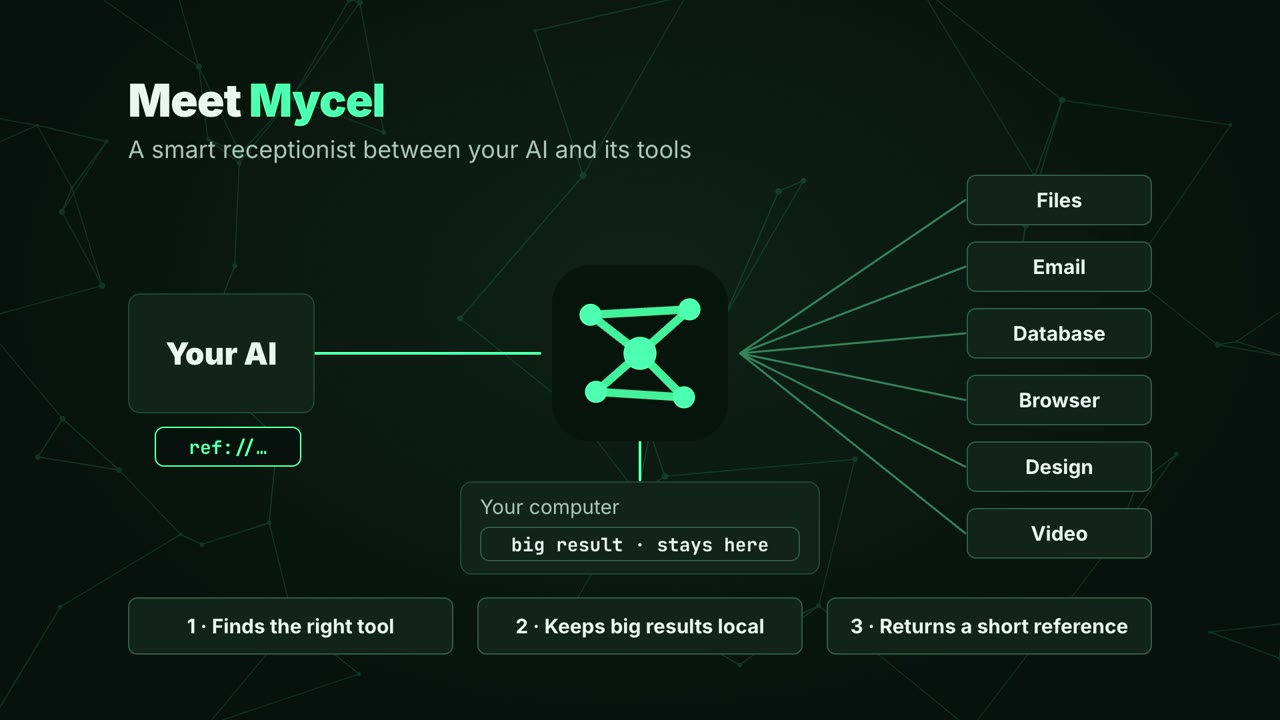 Meet Mycel
A smart receptionist between your AI and its tools
Your AI
ref://…
Your computer
big result · stays here
Files
Email
Database
Browser
Design
Video
1 · Finds the right tool
2 · Keeps big results local
3 · Returns a short reference